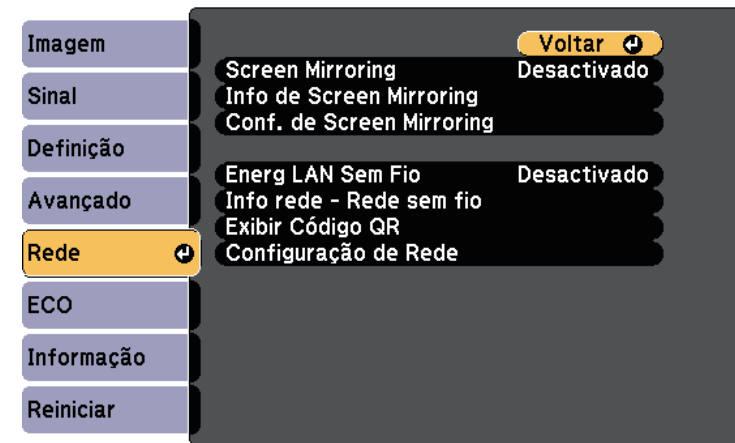 Imagem
Sinal
Definição
Avançado
Rede
ECO
Informação
Reiniciar
Voltar
Screen Mirroring Desactivado
Info de Screen Mirroring
Conf. de Screen Mirroring
Energ LAN Sem Fio Desactivado
Info rede - Rede sem fio
Exibir Código QR
Configuração de Rede